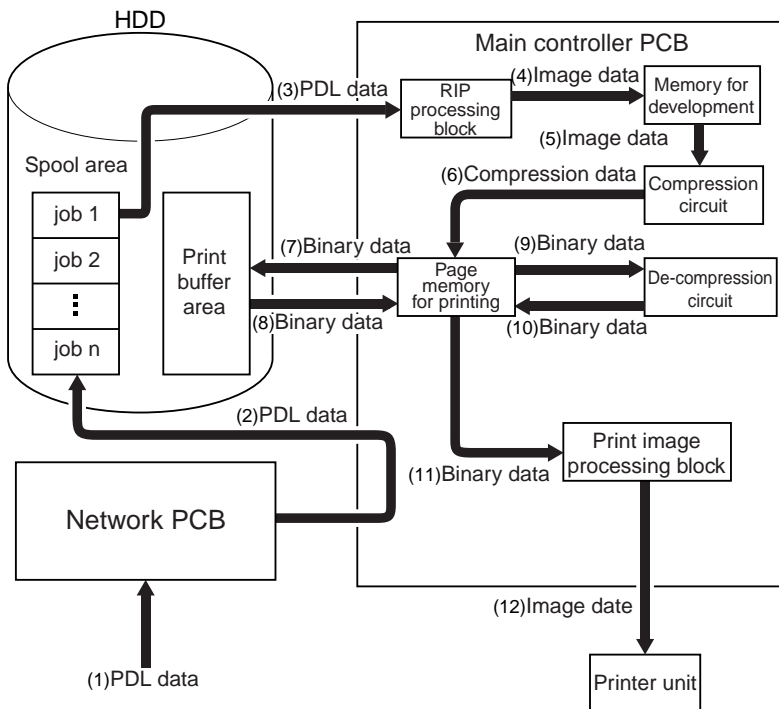 HDD
Main controller PCB
(3)PDL data
RIP
processing
block
(4)Image data
Memory for
development
(5)Image data
Spool area
(6)Compression data
Compression
circuit
job 1
job 2
job n
Print
buffer
area
(7)Binary data
(8)Binary data
Page
memory
for printing
(9)Binary data
(10)Binary data
De-compression
circuit
(2)PDL data
(11)Binary data
Print image
processing block
Network PCB
(12)Image date
(1)PDL data
Printer unit